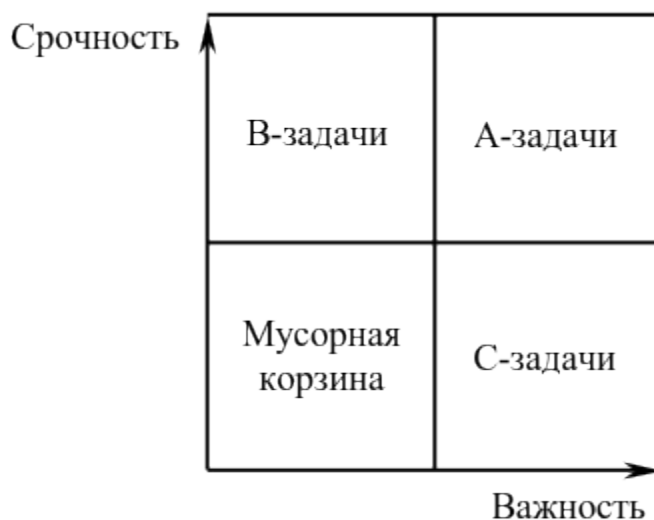 Срочность
В-задачи
А-задачи
Мусорная
корзина
С-задачи
Важность